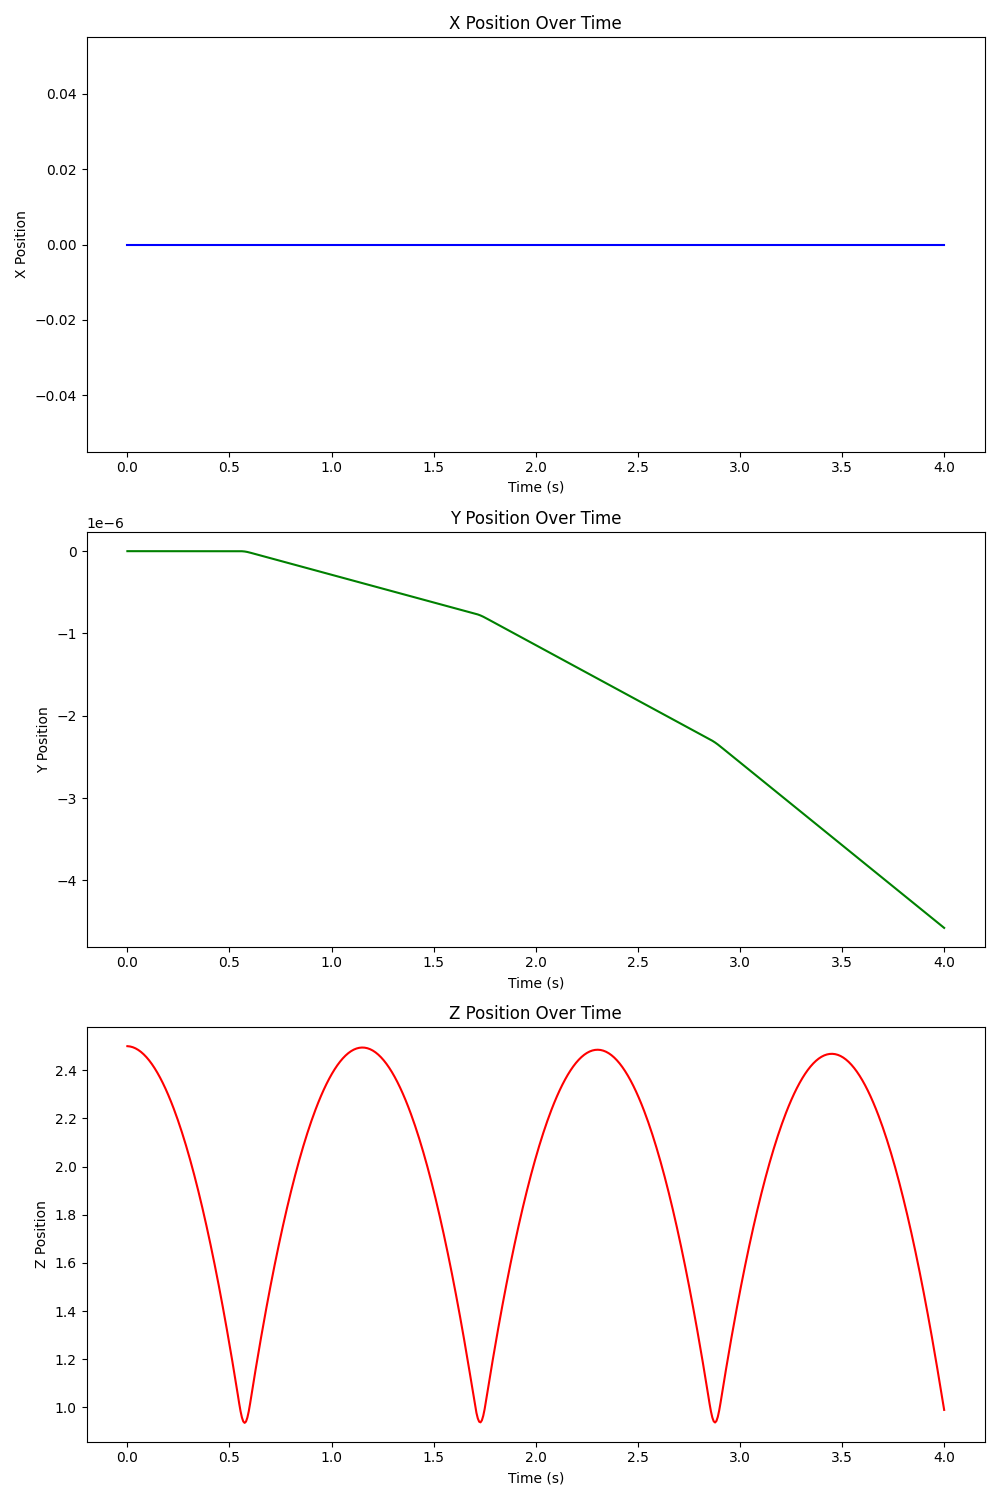 X Position Over Time
0.04
0.02
0.00
−0.02
−0.04
X Position
0.0 0.5 1.0 1.5 2.0 2.5 3.0 3.5 4.0
Time (s)
Y Position Over Time
1e−6
0
−1
−2
−3
−4
Y Position
0.0 0.5 1.0 1.5 2.0 2.5 3.0 3.5 4.0
Time (s)
Z Position Over Time
2.4
2.2
2.0
1.8
1.6
1.4
1.2
1.0
Z Position
0.0 0.5 1.0 1.5 2.0 2.5 3.0 3.5 4.0
Time (s)